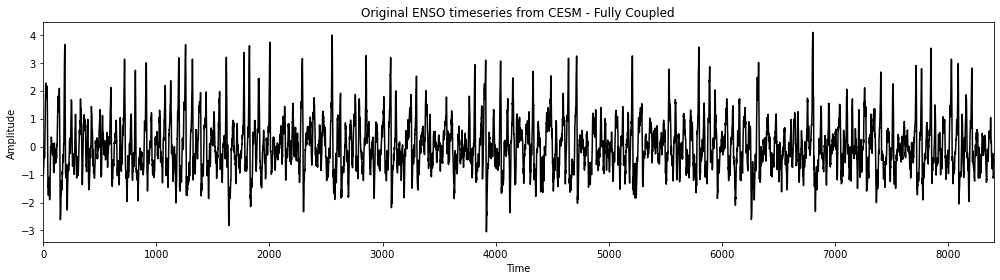 Original ENSO timeseries from CESM - Fully Coupled
Amplitude
4
3
2
1
0
−1
−2
−3
0 1000 2000 3000 4000 5000 6000 7000 8000
Time